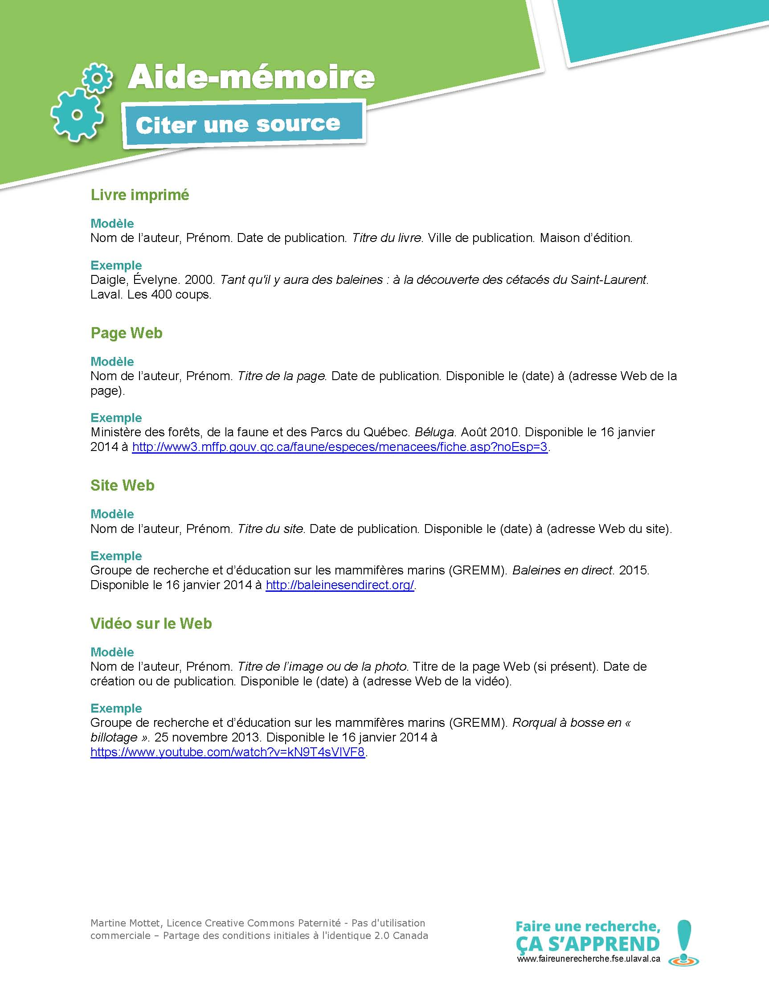 Aide-mémoire
Citer une source
Livre imprimé
Modèle
Nom de l’auteur, Prénom. Date de publication. Titre du livre. Ville de publication. Maison d’édition.
Exemple
Daigle, Évelyne. 2000. Tant qu'il y aura des baleines : à la découverte des cétacés du Saint-Laurent.
Laval. Les 400 coups.
Page Web
Modèle
Nom de l’auteur, Prénom. Titre de la page. Date de publication. Disponible le (date) à (adresse Web de la
page).
Exemple
Ministère des forêts, de la faune et des Parcs du Québec. Béluga. Août 2010. Disponible le 16 janvier
2014 à http://www3.mffp.gouv.qc.ca/faune/especes/menacees/fiche.asp?noEsp=3.
Site Web
Modèle
Nom de l’auteur, Prénom. Titre du site. Date de publication. Disponible le (date) à (adresse Web du site).
Exemple
Groupe de recherche et d’éducation sur les mammifères marins (GREMM). Baleines en direct. 2015.
Disponible le 16 janvier 2014 à http://baleinesendirect.org/.
Vidéo sur le Web
Modèle
Nom de l’auteur, Prénom. Titre de l’image ou de la photo. Titre de la page Web (si présent). Date de
création ou de publication. Disponible le (date) à (adresse Web de la vidéo).
Exemple
Groupe de recherche et d’éducation sur les mammifères marins (GREMM). Rorqual à bosse en «
billotage ». 25 novembre 2013. Disponible le 16 janvier 2014 à
https://www.youtube.com/watch?v=kN9T4sVIVF8.
Martine Mottet, Licence Creative Commons Paternité - Pas d'utilisation
commerciale – Partage des conditions initiales à l'identique 2.0 Canada
Faire une recherche,
ÇA S’APPREND
www.faireunerecherche.fse.ulaval.ca